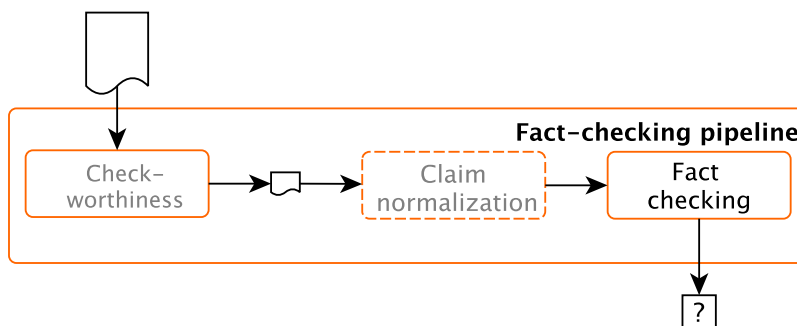 Fact-checking pipeline
Check-
worthiness
Claim
normalization
Fact
checking
?